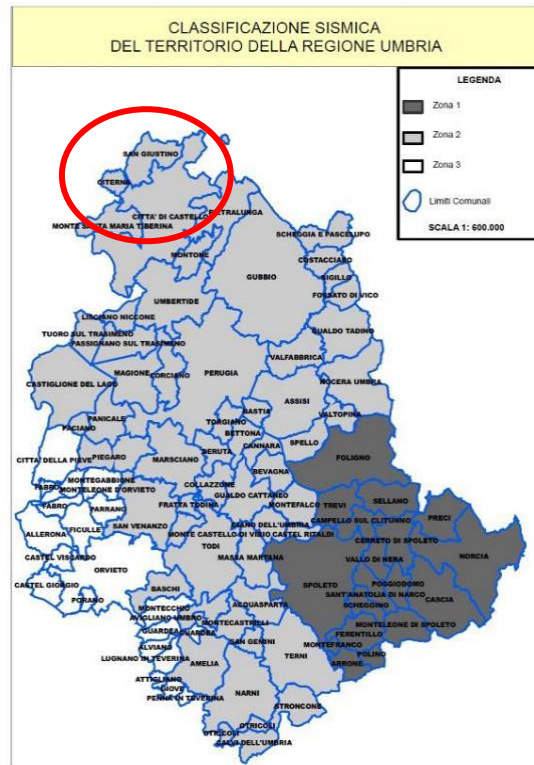 CLASSIFICAZIONE SISMICA
DEL TERRITORIO DELLA REGIONE UMBRIA
LEGENDA
Zona 1
Zona 2
Zona 3
Limiti Comunali
SCALA 1: 600.000
SAN GIUSTINO
CITERNA
CITTA' DI CASTELLO
PIETRALUNGA
MONTE SANTA MARIA TIBERINA
MONTONE
SCHEGGIA E PASCELUPO
COSTACCIARO
GUBBIO
SIGILLO
UMBERTIDE
FOSSATO DI VICO
LISCIANO NICCONE
GUALDO TADINO
TUORO SUL TRASIMENO
PASSIGNANO SUL TRASIMENO
VALFABBRICA
MAGIONE
CORCIANO
PERUGIA
CASTIGLIONE DEL LAGO
NOCERA UMBRA
ASSISI
BASTIA
VALTOPINA
PANICALE
TORGIANO
PACIANO
BETTONA
SPELLO
CANNARA
CITTA' DELLA PIEVE
PIEGARO
MARSCIANO
DERUTA
FOLIGNO
BEVAGNA
MONTEGABBIONE
COLLAZZONE
FABRO
MONTELEONE D'ORVIETO
GUALDO CATTANEO
SELLANO
FABRO
PARRANO
FRATTA TODINA
MONTEFALCO
TREVI
PRECI
FICULLE
SAN VENANZO
GIANO DELL'UMBRIA
CAMPELLO SUL CLITUNNO
ALLERONA
MONTE CASTELLO DI VIBIO
CASTEL RITALDI
CERRETO DI SPOLETO
TODI
CASTEL VISCARDO
MASSA MARTANA
VALLO DI NERA
NORCIA
ORVIETO
SPOLETO
POGGIODOMO
CASTEL GIORGIO
BASCHI
SANT'ANATOLIA DI NARCO
PORANO
CASCIA
MONTECCHIO
ACQUASPARTA
SCHEGGINO
AVIGLIANO UMBRO
MONTECASTRILLI
MONTELEONE DI SPOLETO
GUARDEA
GUARDEA
FERENTILLO
ALVIANO
SAN GEMINI
MONTEFRANCO
LUGNANO IN TEVERINA
TERNI
POLINO
AMELIA
ARRONE
ATTIGLIANO
GIOVE
NARNI
PENNA IN TEVERINA
STRONCONE
OTRICOLI
OTRICOLI
CALVI DELL'UMBRIA